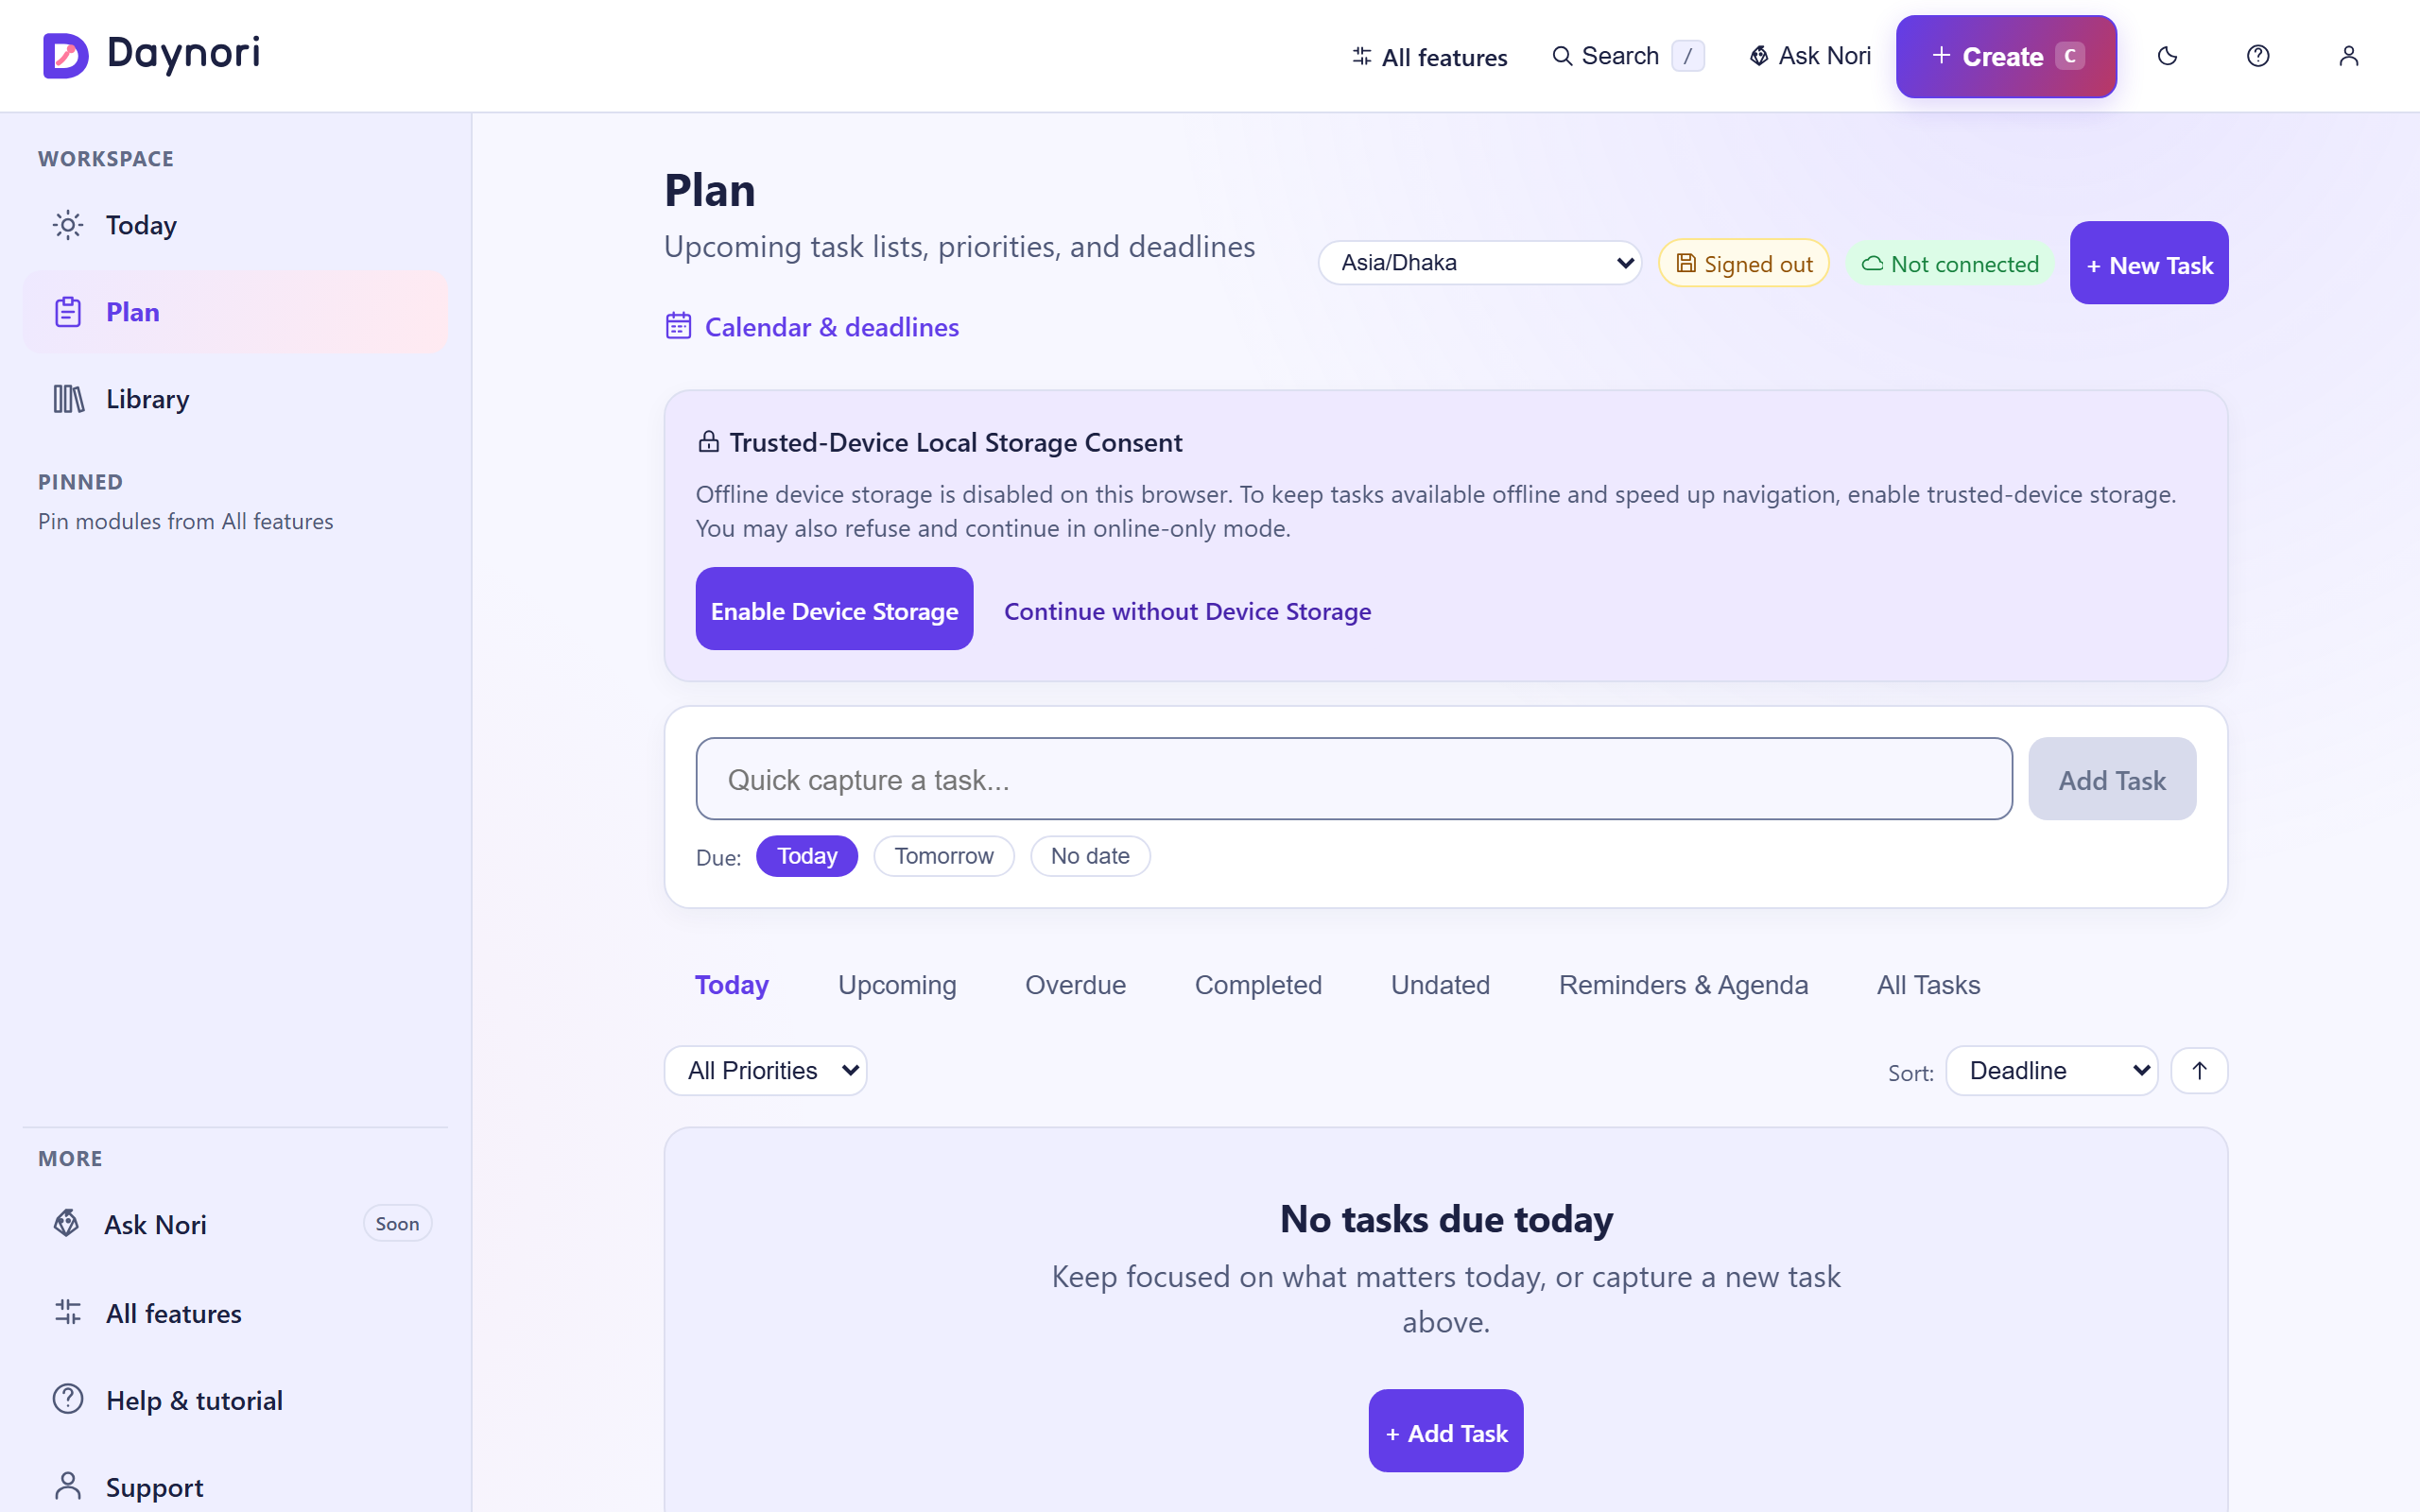 Daynori
All features
Search /
Ask Nori
+ Create C
WORKSPACE
Today
Plan
Library
PINNED
Pin modules from All features
MORE
Ask Nori Soon
All features
Help & tutorial
Support
Plan
Upcoming task lists, priorities, and deadlines
Asia/Dhaka
Signed out
Not connected
+ New Task
Calendar & deadlines
Trusted-Device Local Storage Consent
Offline device storage is disabled on this browser. To keep tasks available offline and speed up navigation, enable trusted-device storage.
You may also refuse and continue in online-only mode.
Enable Device Storage
Continue without Device Storage
Quick capture a task...
Add Task
Due: Today Tomorrow No date
Today Upcoming Overdue Completed Undated Reminders & Agenda All Tasks
All Priorities
Sort: Deadline ↑
No tasks due today
Keep focused on what matters today, or capture a new task
above.
+ Add Task